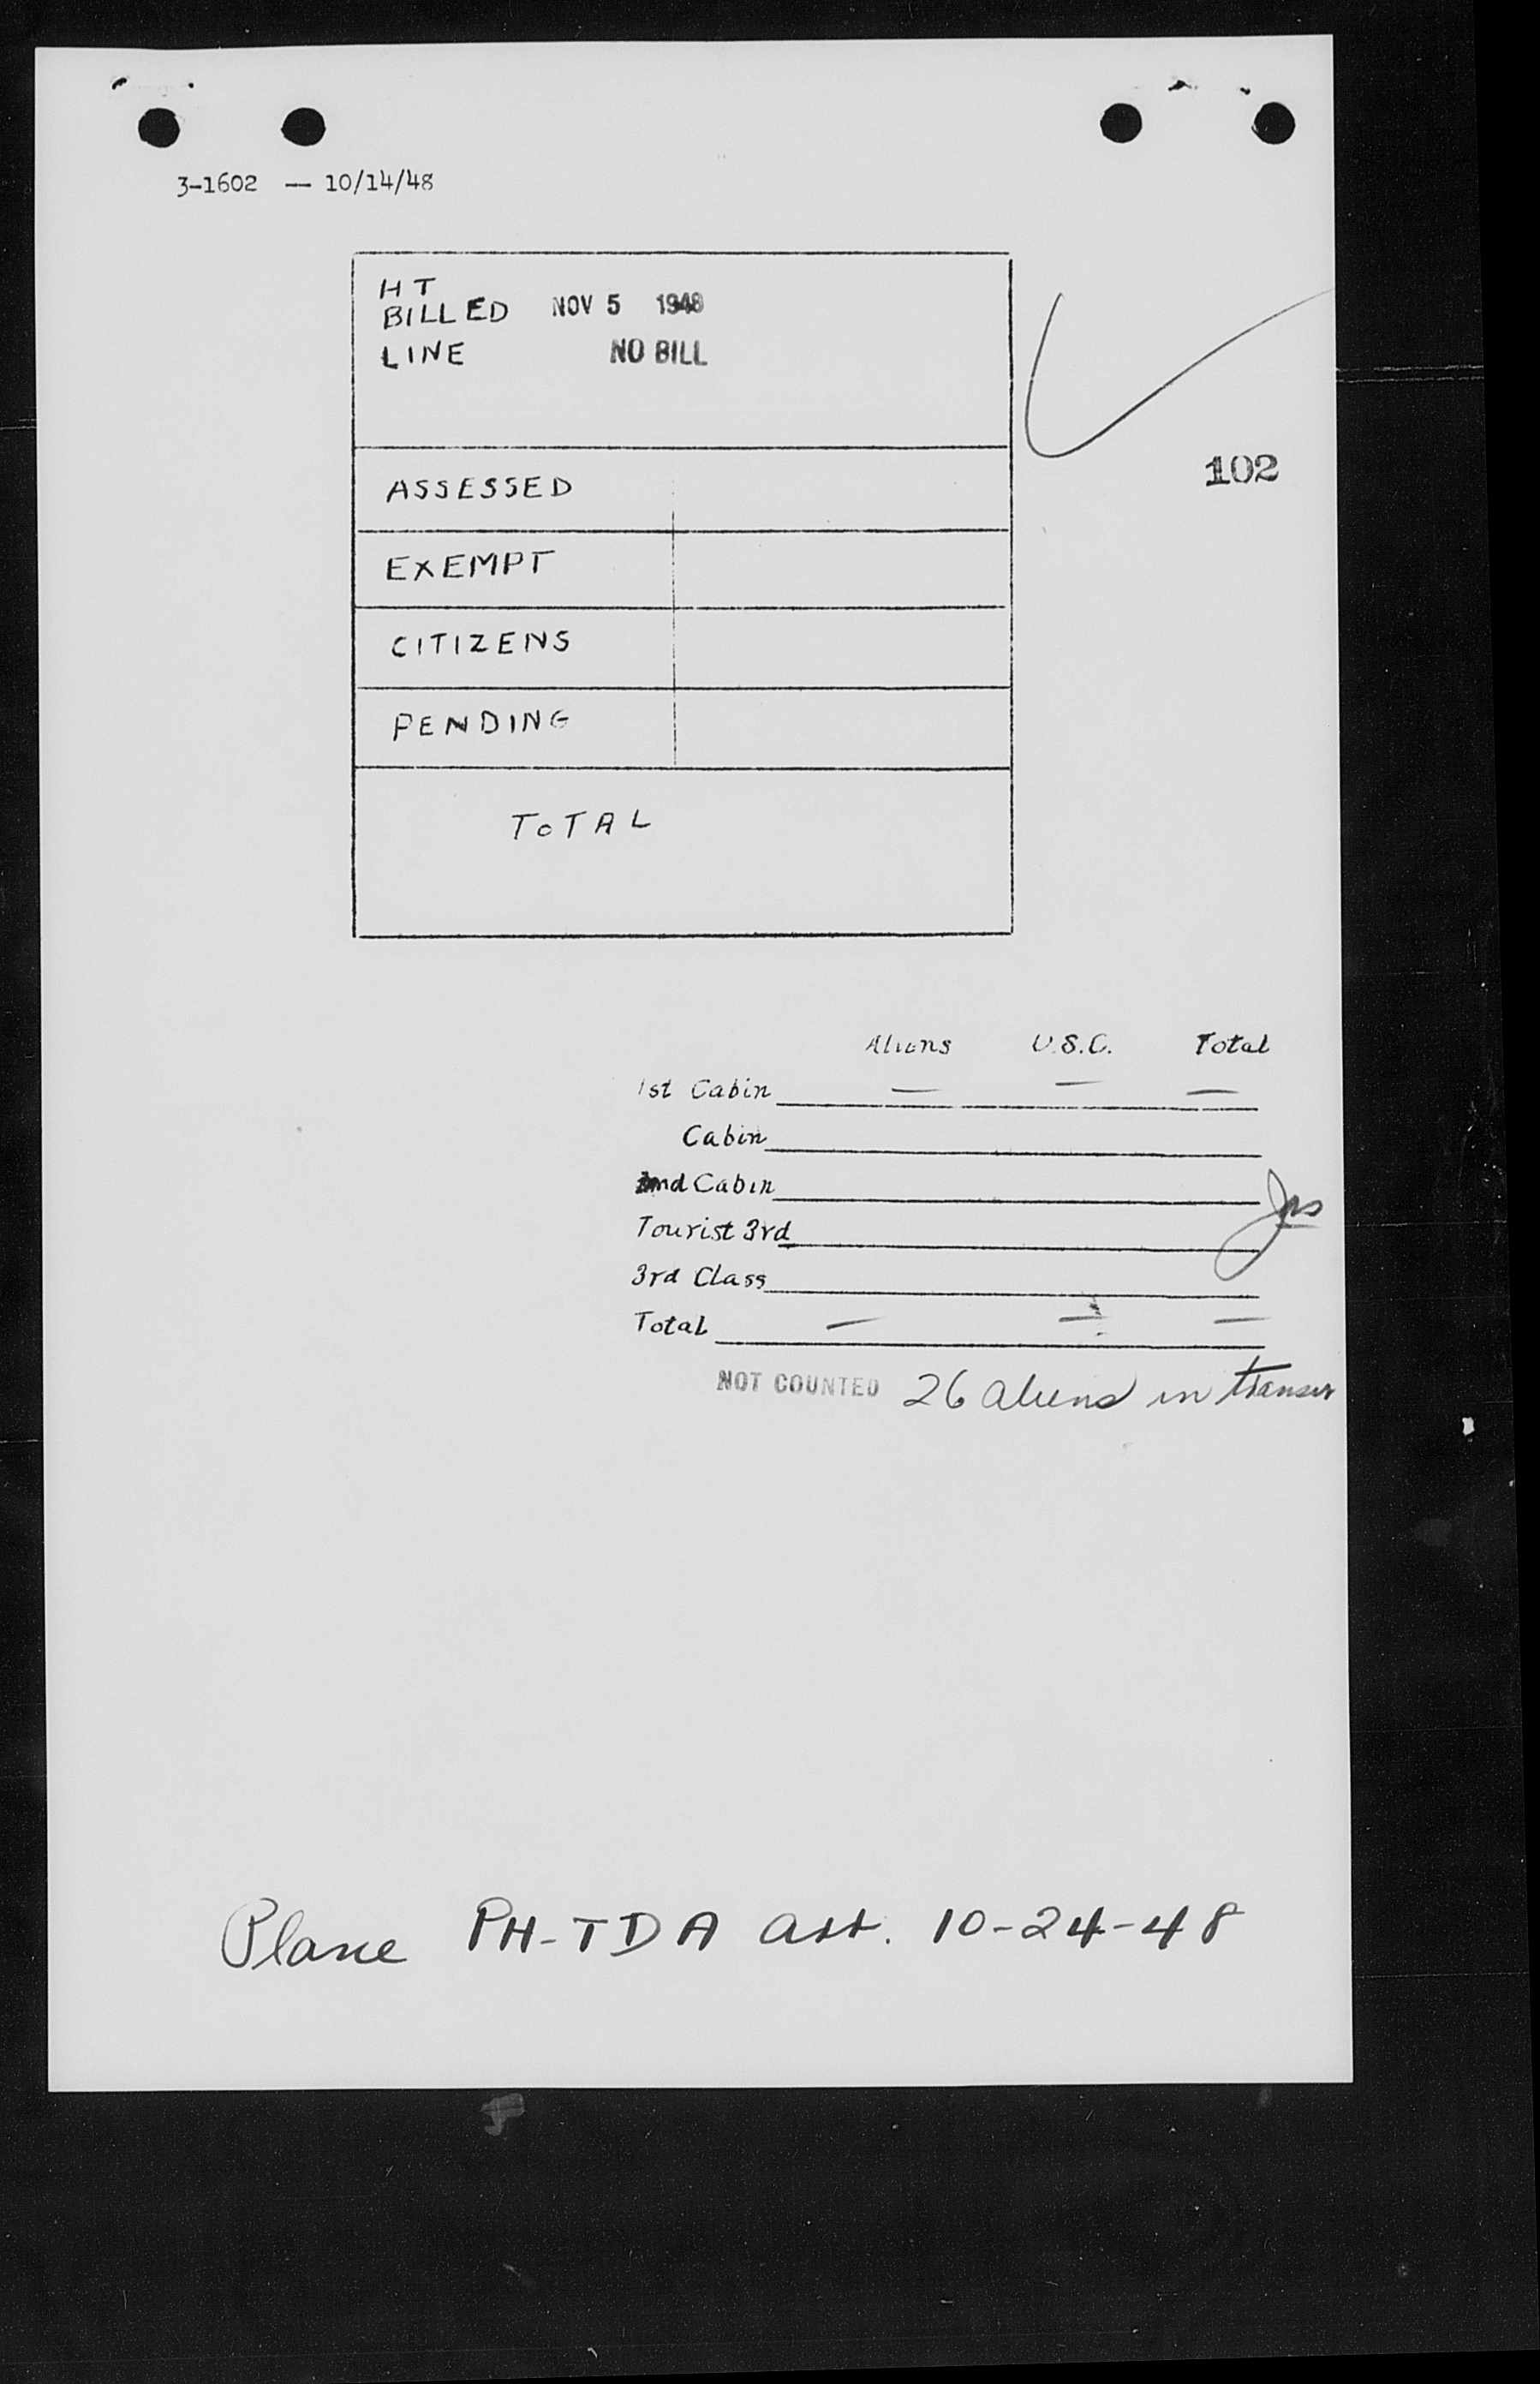 3-1602 — 10/14/48
HT
BILLED NOV 5 1948
LINE NO BILL
102
ASSESSED
EXEMPT
CITIZENS
PENDING
TOTAL
Aliens U.S.C. Total
1st Cabin — — —
Cabin
2nd Cabin
Tourist 3rd
3rd Class
Total — — —
NOT COUNTED 26 aliens in transit
Plane PH-TDA arr. 10-24-48